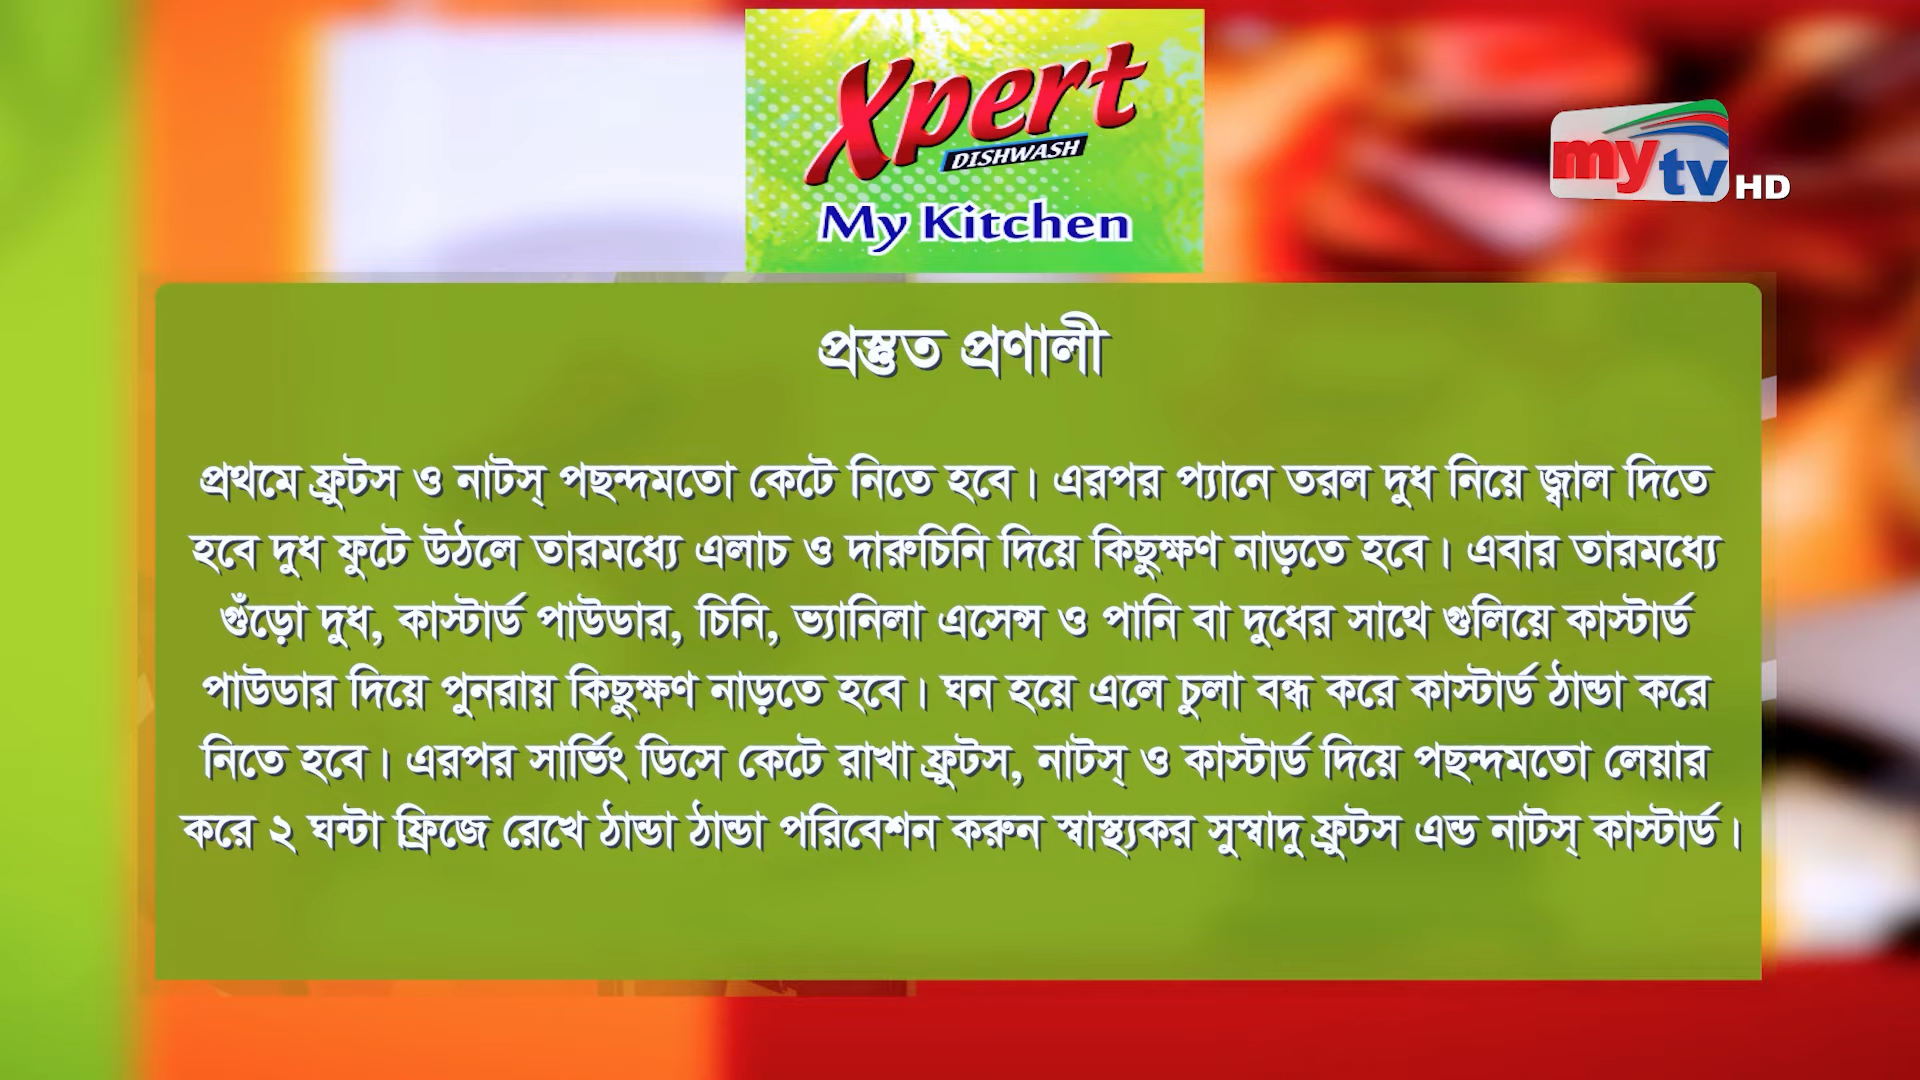 Xpert
DISHWASH
My Kitchen
mytv HD
প্রস্তুত প্রণালী
প্রথমে ফ্রুটস ও নাটস্ পছন্দমতো কেটে নিতে হবে। এরপর প্যানে তরল দুধ নিয়ে জ্বাল দিতে
হবে দুধ ফুটে উঠলে তারমধ্যে এলাচ ও দারুচিনি দিয়ে কিছুক্ষণ নাড়তে হবে। এবার তারমধ্যে
গুঁড়ো দুধ, কাস্টার্ড পাউডার, চিনি, ভ্যানিলা এসেন্স ও পানি বা দুধের সাথে গুলিয়ে কাস্টার্ড
পাউডার দিয়ে পুনরায় কিছুক্ষণ নাড়তে হবে। ঘন হয়ে এলে চুলা বন্ধ করে কাস্টার্ড ঠান্ডা করে
নিতে হবে। এরপর সার্ভিং ডিসে কেটে রাখা ফ্রুটস, নাটস্ ও কাস্টার্ড দিয়ে পছন্দমতো লেয়ার
করে ২ ঘন্টা ফ্রিজে রেখে ঠান্ডা ঠান্ডা পরিবেশন করুন স্বাস্থ্যকর সুস্বাদু ফ্রুটস এন্ড নাটস্ কাস্টার্ড।